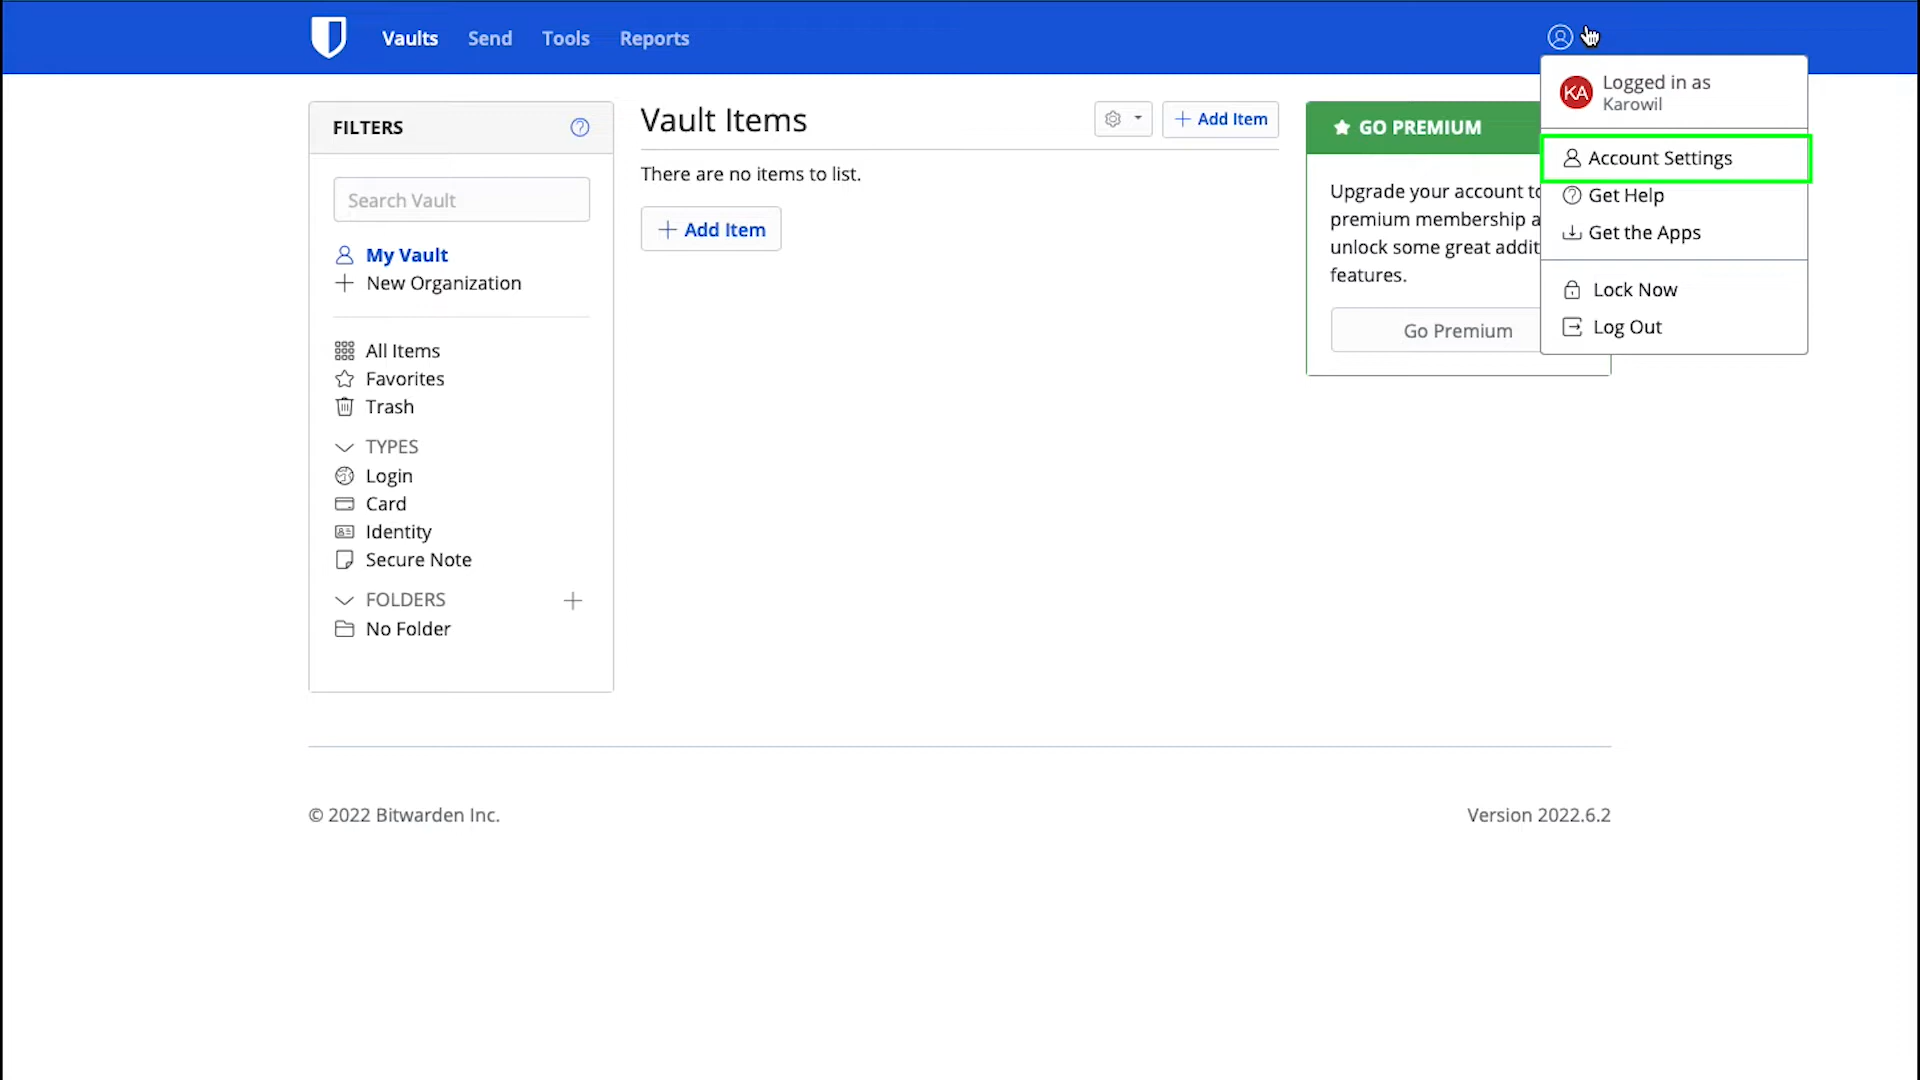 Vaults Send Tools Reports
Logged in as
Karowil
Account Settings
Get Help
Get the Apps
Lock Now
Log Out
FILTERS
Search Vault
My Vault
New Organization
All Items
Favorites
Trash
TYPES
Login
Card
Identity
Secure Note
FOLDERS
No Folder
Vault Items
Add Item
There are no items to list.
Add Item
GO PREMIUM
Upgrade your account to
premium membership a
unlock some great addit
features.
Go Premium
KA
© 2022 Bitwarden Inc.
Version 2022.6.2